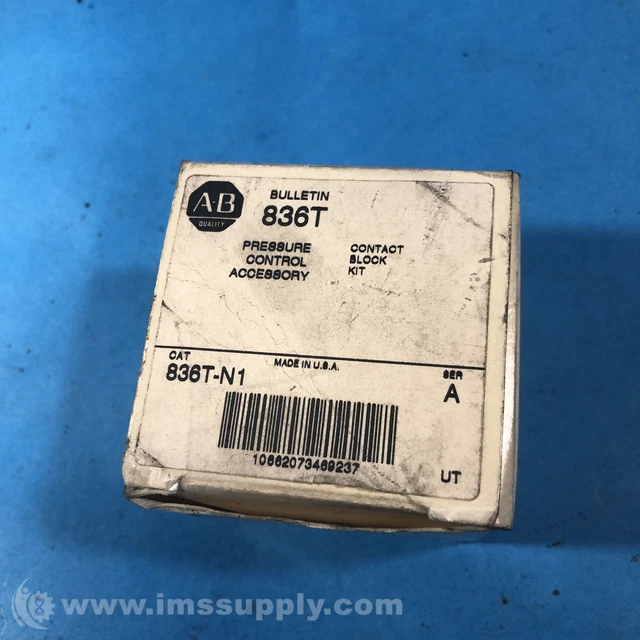 A-B
QUALITY
BULLETIN
836T
PRESSURE CONTROL ACCESSORY
CONTACT BLOCK KIT
CAT
836T-N1
MADE IN U.S.A.
SER
A
10662073469237
UT
www.imssupply.com